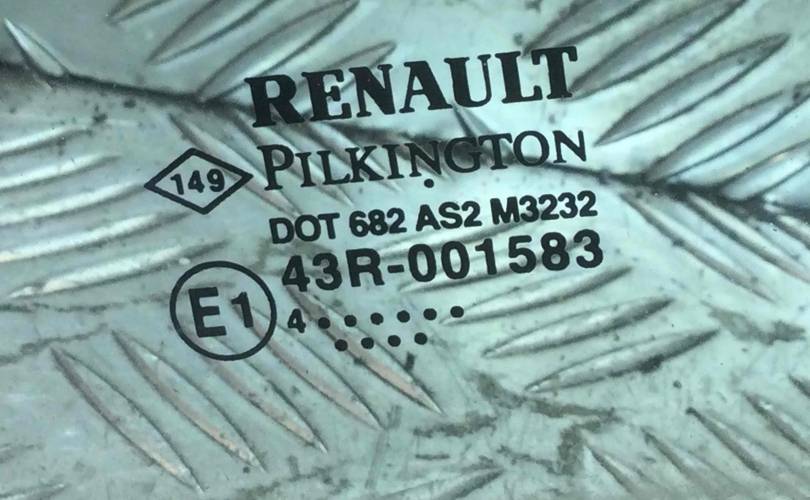 RENAULT
149 PILKINGTON
DOT 682 AS2 M3232
43R-001583
E1 4 . . . . . .
. . . .